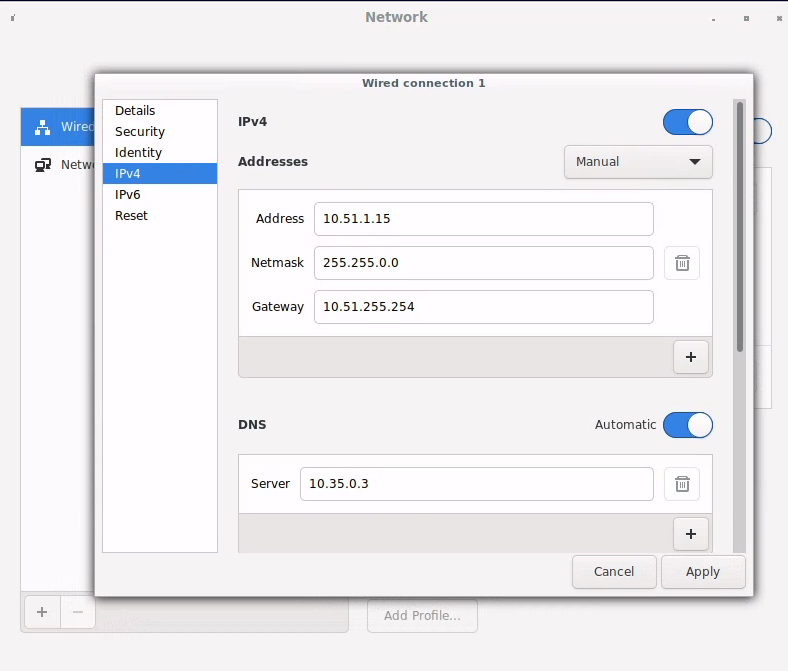 Network
Wired connection 1
Wired
Netw
Details
Security
Identity
IPv4
IPv6
Reset
IPv4
Addresses
Manual
Address
10.51.1.15
Netmask
255.255.0.0
Gateway
10.51.255.254
+
DNS
Automatic
Server
10.35.0.3
+
Cancel
Apply
+
−
Add Profile...